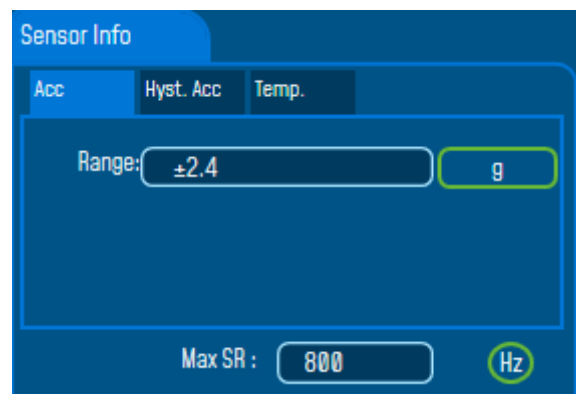 Sensor Info
Acc Hyst. Acc Temp.
Range: ±2.4 g
Max SR : 800 Hz